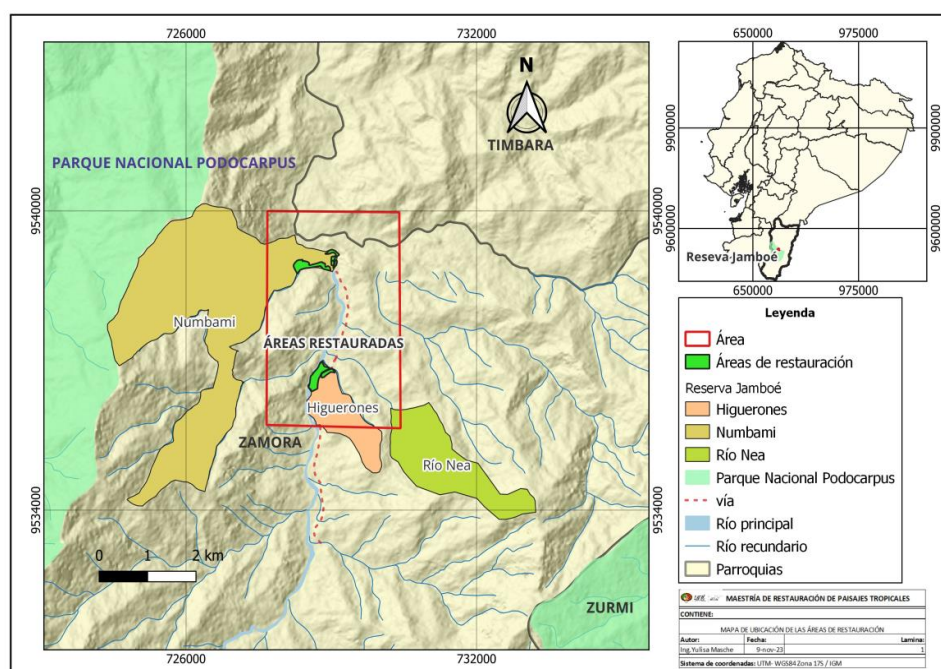 726000
732000
N
TIMBARA
PARQUE NACIONAL PODOCARPUS
9540000
9540000
Numbami
ÁREAS RESTAURADAS
Higuerones
ZAMORA
Río Nea
9534000
9534000
0 1 2 km
ZURMI
726000
732000
650000
975000
9900000
9900000
9600000
9600000
Reseva Jamboé
650000
975000
Leyenda
Área
Áreas de restauración
Reserva Jamboé
Higuerones
Numbami
Río Nea
Parque Nacional Podocarpus
vía
Río principal
Río recundario
Parroquias
MAESTRÍA DE RESTAURACIÓN DE PAISAJES TROPICALES
CONTIENE:
MAPA DE UBICACIÓN DE LAS ÁREAS DE RESTAURACIÓN
Autor: Fecha: Lamina:
Ing.Yulisa Masche 9-nov-23 1
Sistema de coordenadas: UTM- WGS84 Zona 17S / IGM